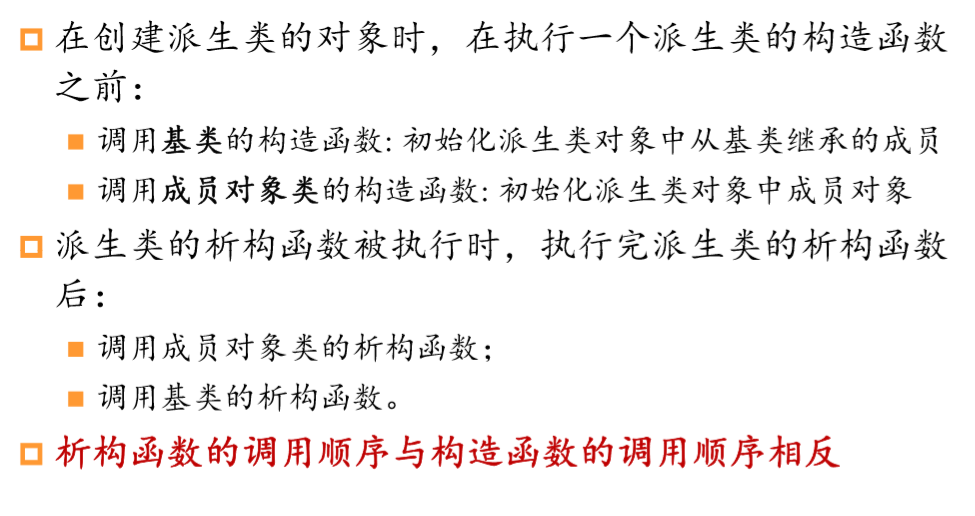 在创建派生类的对象时，在执行一个派生类的构造函数
之前：
调用基类的构造函数: 初始化派生类对象中从基类继承的成员
调用成员对象类的构造函数: 初始化派生类对象中成员对象
派生类的析构函数被执行时，执行完派生类的析构函数
后：
调用成员对象类的析构函数；
调用基类的析构函数。
析构函数的调用顺序与构造函数的调用顺序相反